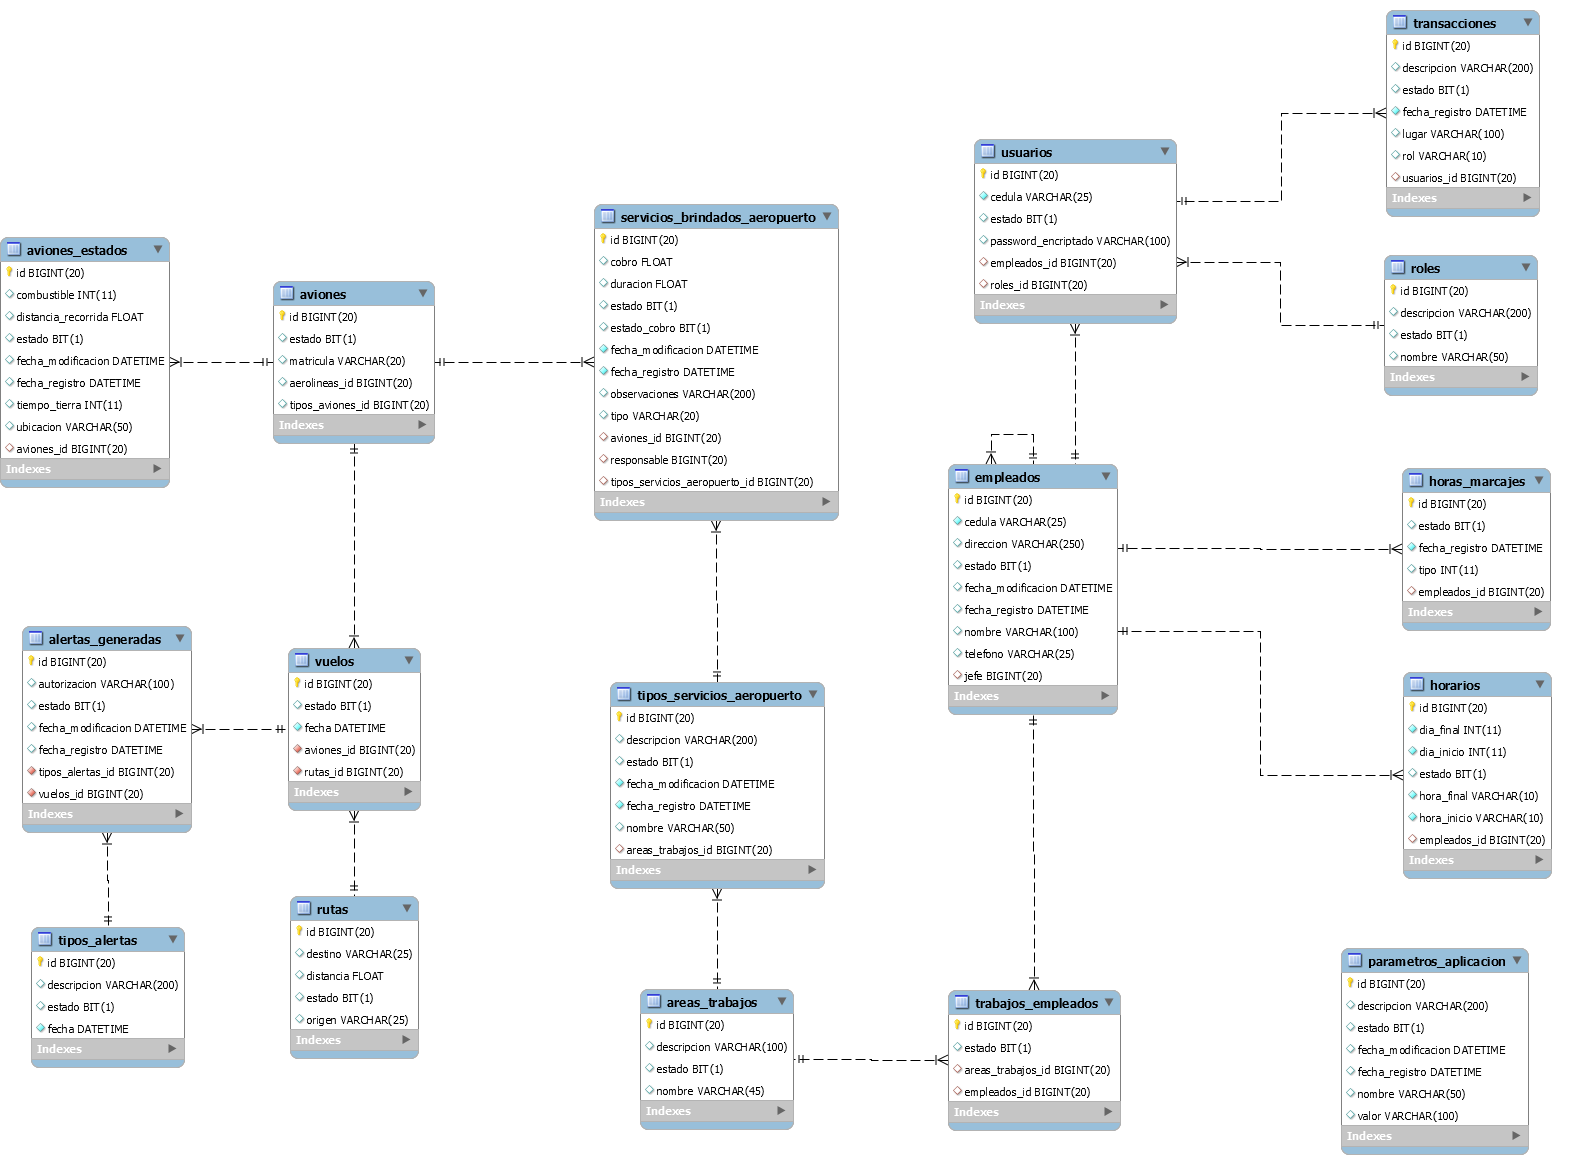 transacciones
id BIGINT(20)
descripcion VARCHAR(200)
estado BIT(1)
fecha_registro DATETIME
lugar VARCHAR(100)
rol VARCHAR(10)
usuarios_id BIGINT(20)
Indexes
usuarios
id BIGINT(20)
cedula VARCHAR(25)
estado BIT(1)
password_encriptado VARCHAR(100)
empleados_id BIGINT(20)
roles_id BIGINT(20)
Indexes
roles
id BIGINT(20)
descripcion VARCHAR(200)
estado BIT(1)
nombre VARCHAR(50)
Indexes
servicios_brindados_aeropuerto
id BIGINT(20)
cobro FLOAT
duracion FLOAT
estado BIT(1)
estado_cobro BIT(1)
fecha_modificacion DATETIME
fecha_registro DATETIME
observaciones VARCHAR(200)
tipo VARCHAR(20)
aviones_id BIGINT(20)
responsable BIGINT(20)
tipos_servicios_aeropuerto_id BIGINT(20)
Indexes
aviones_estados
id BIGINT(20)
combustible INT(11)
distancia_recorrida FLOAT
estado BIT(1)
fecha_modificacion DATETIME
fecha_registro DATETIME
tiempo_tierra INT(11)
ubicacion VARCHAR(50)
aviones_id BIGINT(20)
Indexes
aviones
id BIGINT(20)
estado BIT(1)
matricula VARCHAR(20)
aerolineas_id BIGINT(20)
tipos_aviones_id BIGINT(20)
Indexes
empleados
id BIGINT(20)
cedula VARCHAR(25)
direccion VARCHAR(250)
estado BIT(1)
fecha_modificacion DATETIME
fecha_registro DATETIME
nombre VARCHAR(100)
telefono VARCHAR(25)
jefe BIGINT(20)
Indexes
horas_marcajes
id BIGINT(20)
estado BIT(1)
fecha_registro DATETIME
tipo INT(11)
empleados_id BIGINT(20)
Indexes
alertas_generadas
id BIGINT(20)
autorizacion VARCHAR(100)
estado BIT(1)
fecha_modificacion DATETIME
fecha_registro DATETIME
tipos_alertas_id BIGINT(20)
vuelos_id BIGINT(20)
Indexes
vuelos
id BIGINT(20)
estado BIT(1)
fecha DATETIME
aviones_id BIGINT(20)
rutas_id BIGINT(20)
Indexes
tipos_servicios_aeropuerto
id BIGINT(20)
descripcion VARCHAR(200)
estado BIT(1)
fecha_modificacion DATETIME
fecha_registro DATETIME
nombre VARCHAR(50)
areas_trabajos_id BIGINT(20)
Indexes
horarios
id BIGINT(20)
dia_final INT(11)
dia_inicio INT(11)
estado BIT(1)
hora_final VARCHAR(10)
hora_inicio VARCHAR(10)
empleados_id BIGINT(20)
Indexes
rutas
id BIGINT(20)
destino VARCHAR(25)
distancia FLOAT
estado BIT(1)
origen VARCHAR(25)
Indexes
tipos_alertas
id BIGINT(20)
descripcion VARCHAR(200)
estado BIT(1)
fecha DATETIME
Indexes
areas_trabajos
id BIGINT(20)
descripcion VARCHAR(100)
estado BIT(1)
nombre VARCHAR(45)
Indexes
trabajos_empleados
id BIGINT(20)
estado BIT(1)
areas_trabajos_id BIGINT(20)
empleados_id BIGINT(20)
Indexes
parametros_aplicacion
id BIGINT(20)
descripcion VARCHAR(200)
estado BIT(1)
fecha_modificacion DATETIME
fecha_registro DATETIME
nombre VARCHAR(50)
valor VARCHAR(100)
Indexes